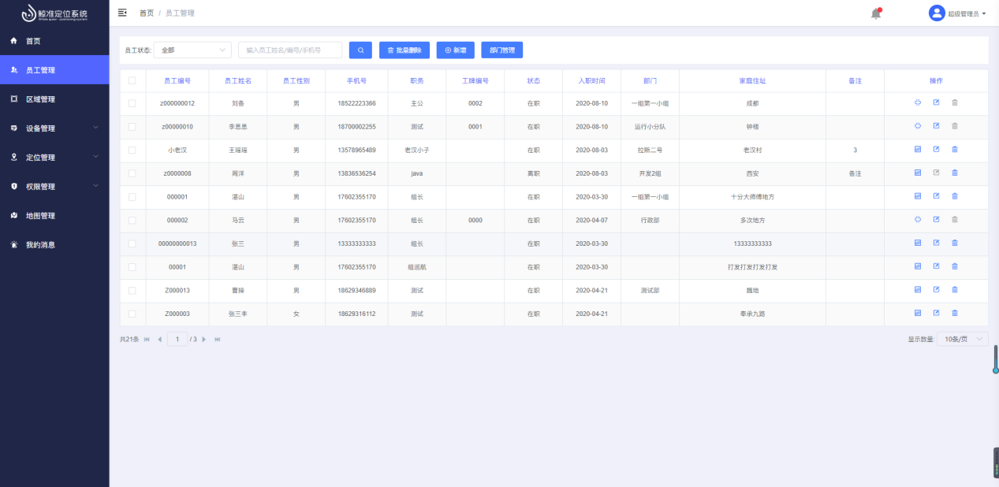 鲸准定位系统
首页
员工管理
区域管理
设备管理
定位管理
权限管理
地图管理
我的消息
首页 / 员工管理
超级管理员
员工状态: 全部 输入员工姓名/编号/手机号 批量删除 新增 部门管理
员工编号 员工姓名 员工性别 手机号 职务 工牌编号 状态 入职时间 部门 家庭住址 备注 操作
z000000012 刘备 男 18522223366 主公 0002 在职 2020-08-10 一组第一小组 成都
z00000010 李思思 男 18700002255 测试 0001 在职 2020-08-10 运行小分队 钟楼
小老汉 王瑶瑶 男 13578965489 老汉小子 在职 2020-08-03 拉斯二号 老汉村 3
z0000008 周洋 男 13836536254 java 离职 2020-08-03 开发2组 西安 备注
000001 湛山 男 17602355170 组长 在职 2020-03-30 一组第一小组 十分大师傅地方
000002 马云 男 17602355170 组长 0000 在职 2020-04-07 行政部 多次地方
00000000013 张三 男 13333333333 组长 在职 2020-03-30 13333333333
00001 湛山 男 17602355170 组巡航 在职 2020-03-30 打发打发打发打发
Z000013 曹操 男 18629346889 测试 在职 2020-04-21 测试部 魏地
Z000003 张三丰 女 18629316112 测试 在职 2020-04-21 奉承九路
共21条 1 / 3 显示数量: 10条/页